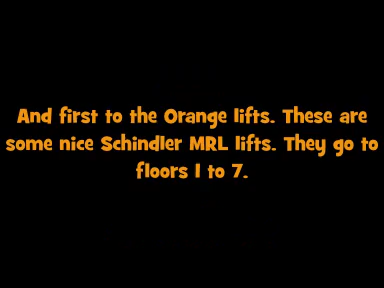 And first to the Orange lifts. These are
some nice Schindler MRL lifts. They go to
floors 1 to 7.